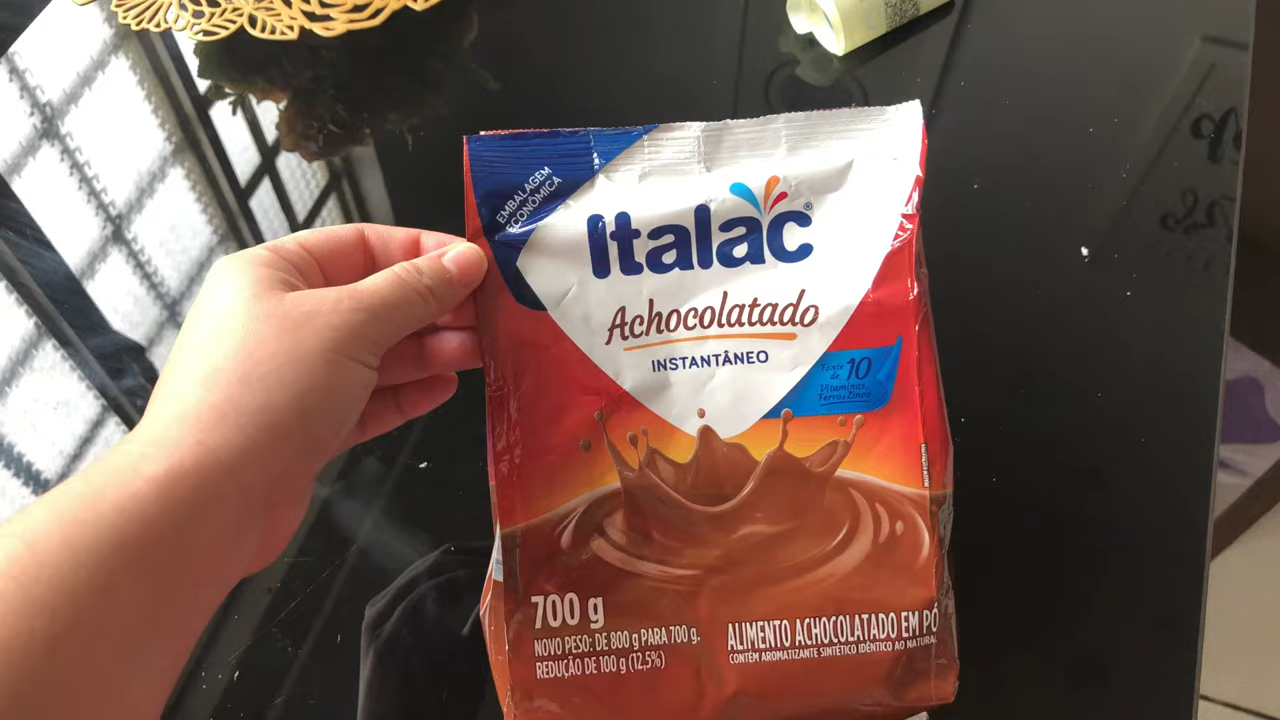 EMBALAGEM
ECONÔMICA
Italac®
Achocolatado
INSTANTÂNEO
Fonte
de 10
Vitaminas,
Ferro e Zinco
700 g
NOVO PESO: DE 800 g PARA 700 g.
REDUÇÃO DE 100 g (12,5%)
ALIMENTO ACHOCOLATADO EM PÓ
CONTÉM AROMATIZANTE SINTÉTICO IDÊNTICO AO NATURAL